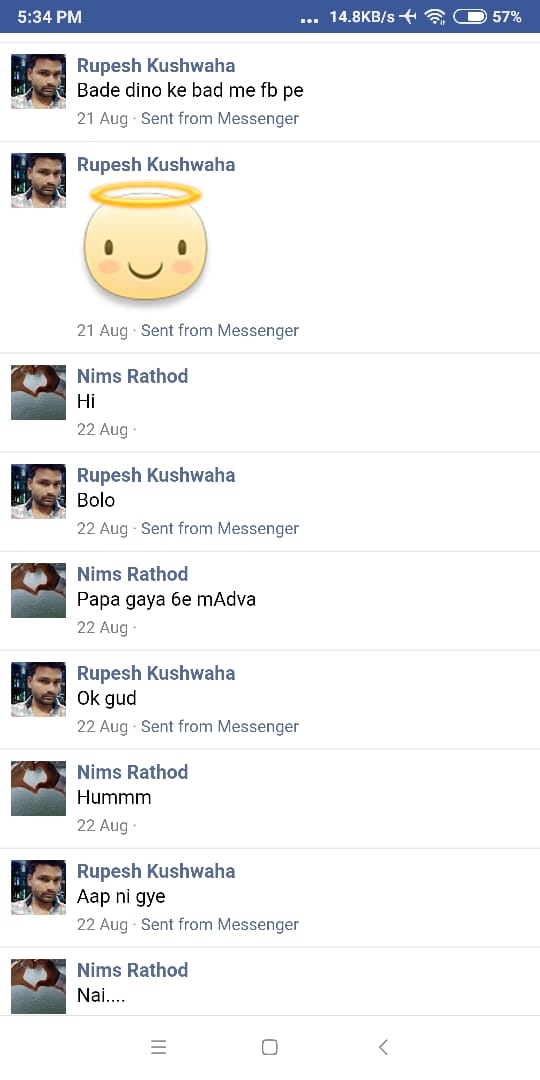 5:34 PM ... 14.8KB/s 57%
Rupesh Kushwaha
Bade dino ke bad me fb pe
21 Aug · Sent from Messenger
Rupesh Kushwaha
21 Aug · Sent from Messenger
Nims Rathod
Hi
22 Aug ·
Rupesh Kushwaha
Bolo
22 Aug · Sent from Messenger
Nims Rathod
Papa gaya 6e mAdva
22 Aug ·
Rupesh Kushwaha
Ok gud
22 Aug · Sent from Messenger
Nims Rathod
Hummm
22 Aug ·
Rupesh Kushwaha
Aap ni gye
22 Aug · Sent from Messenger
Nims Rathod
Nai....